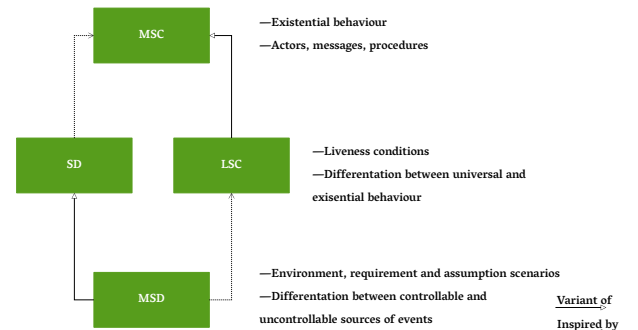 MSC
—Existential behaviour
—Actors, messages, procedures
SD
LSC
—Liveness conditions
—Differentation between universal and
exisential behaviour
MSD
—Environment, requirement and assumption scenarios
—Differentation between controllable and
uncontrollable sources of events
Variant of
Inspired by